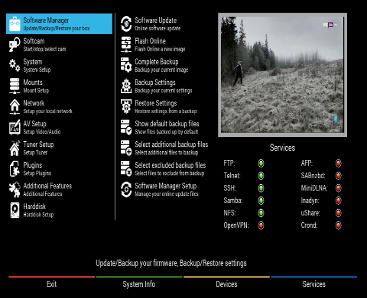 Software Manager
Update/Backup/Restore your box
Softcam
Start/stop/select cam
System
System Setup
Mounts
Mount Setup
Network
Setup your local network
AV Setup
Setup Video/Audio
Tuner Setup
Setup Tuner
Plugins
Setup Plugins
Additional Features
Additional Features
Harddisk
Harddisk Setup
Software Update
Online software update
Flash Online
Flash Online a new image
Complete Backup
Backup your current image
Backup Settings
Backup your current settings
Restore Settings
Restore settings from a backup
Show default backup files
Show files backed up by default
Select additional backup files
Select additional files to backup
Select excluded backup files
Select files to exclude from backup
Software Manager Setup
Manage your online update files
Services
FTP:
AFP:
Telnet:
SABnzbd:
SSH:
MiniDLNA:
Samba:
Inadyn:
NFS:
uShare:
OpenVPN:
Crond:
Update/Backup your firmware, Backup/Restore settings
Exit
System Info
Devices
Services